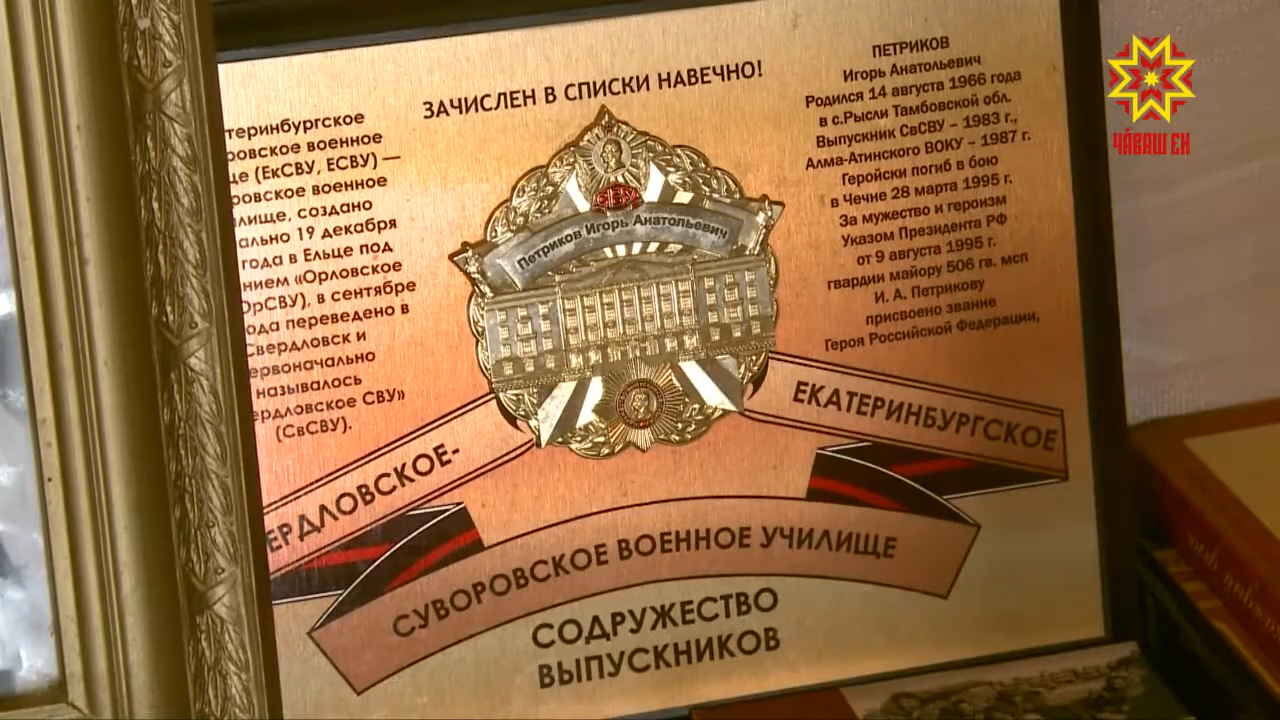 ЗАЧИСЛЕН В СПИСКИ НАВЕЧНО!
теринбургское
ровское военное
ще (ЕкСВУ, ЕСВУ) —
ровское военное
лище, создано
ально 19 декабря
года в Ельце под
нием «Орловское
ОрСВУ), в сентябре
ода переведено в
Свердловск и
ервоначально
называлось
ердловское СВУ»
(СвСВУ).
СВУ
Петриков Игорь Анатольевич
ПЕТРИКОВ
Игорь Анатольевич
Родился 14 августа 1966 года
в с.Рысли Тамбовской обл.
Выпускник СвСВУ – 1983 г.,
Алма-Атинского ВОКУ – 1987 г.
Геройски погиб в бою
в Чечне 28 марта 1995 г.
За мужество и героизм
Указом Президента РФ
от 9 августа 1995 г.
гвардии майору 506 гв. мсп
И. А. Петрикову
присвоено звание
Героя Российской Федерации,
ЕРДЛОВСКОЕ-
ЕКАТЕРИНБУРГСКОЕ
СУВОРОВСКОЕ ВОЕННОЕ УЧИЛИЩЕ
СОДРУЖЕСТВО
ВЫПУСКНИКОВ
ЧӐВАШ ЕН